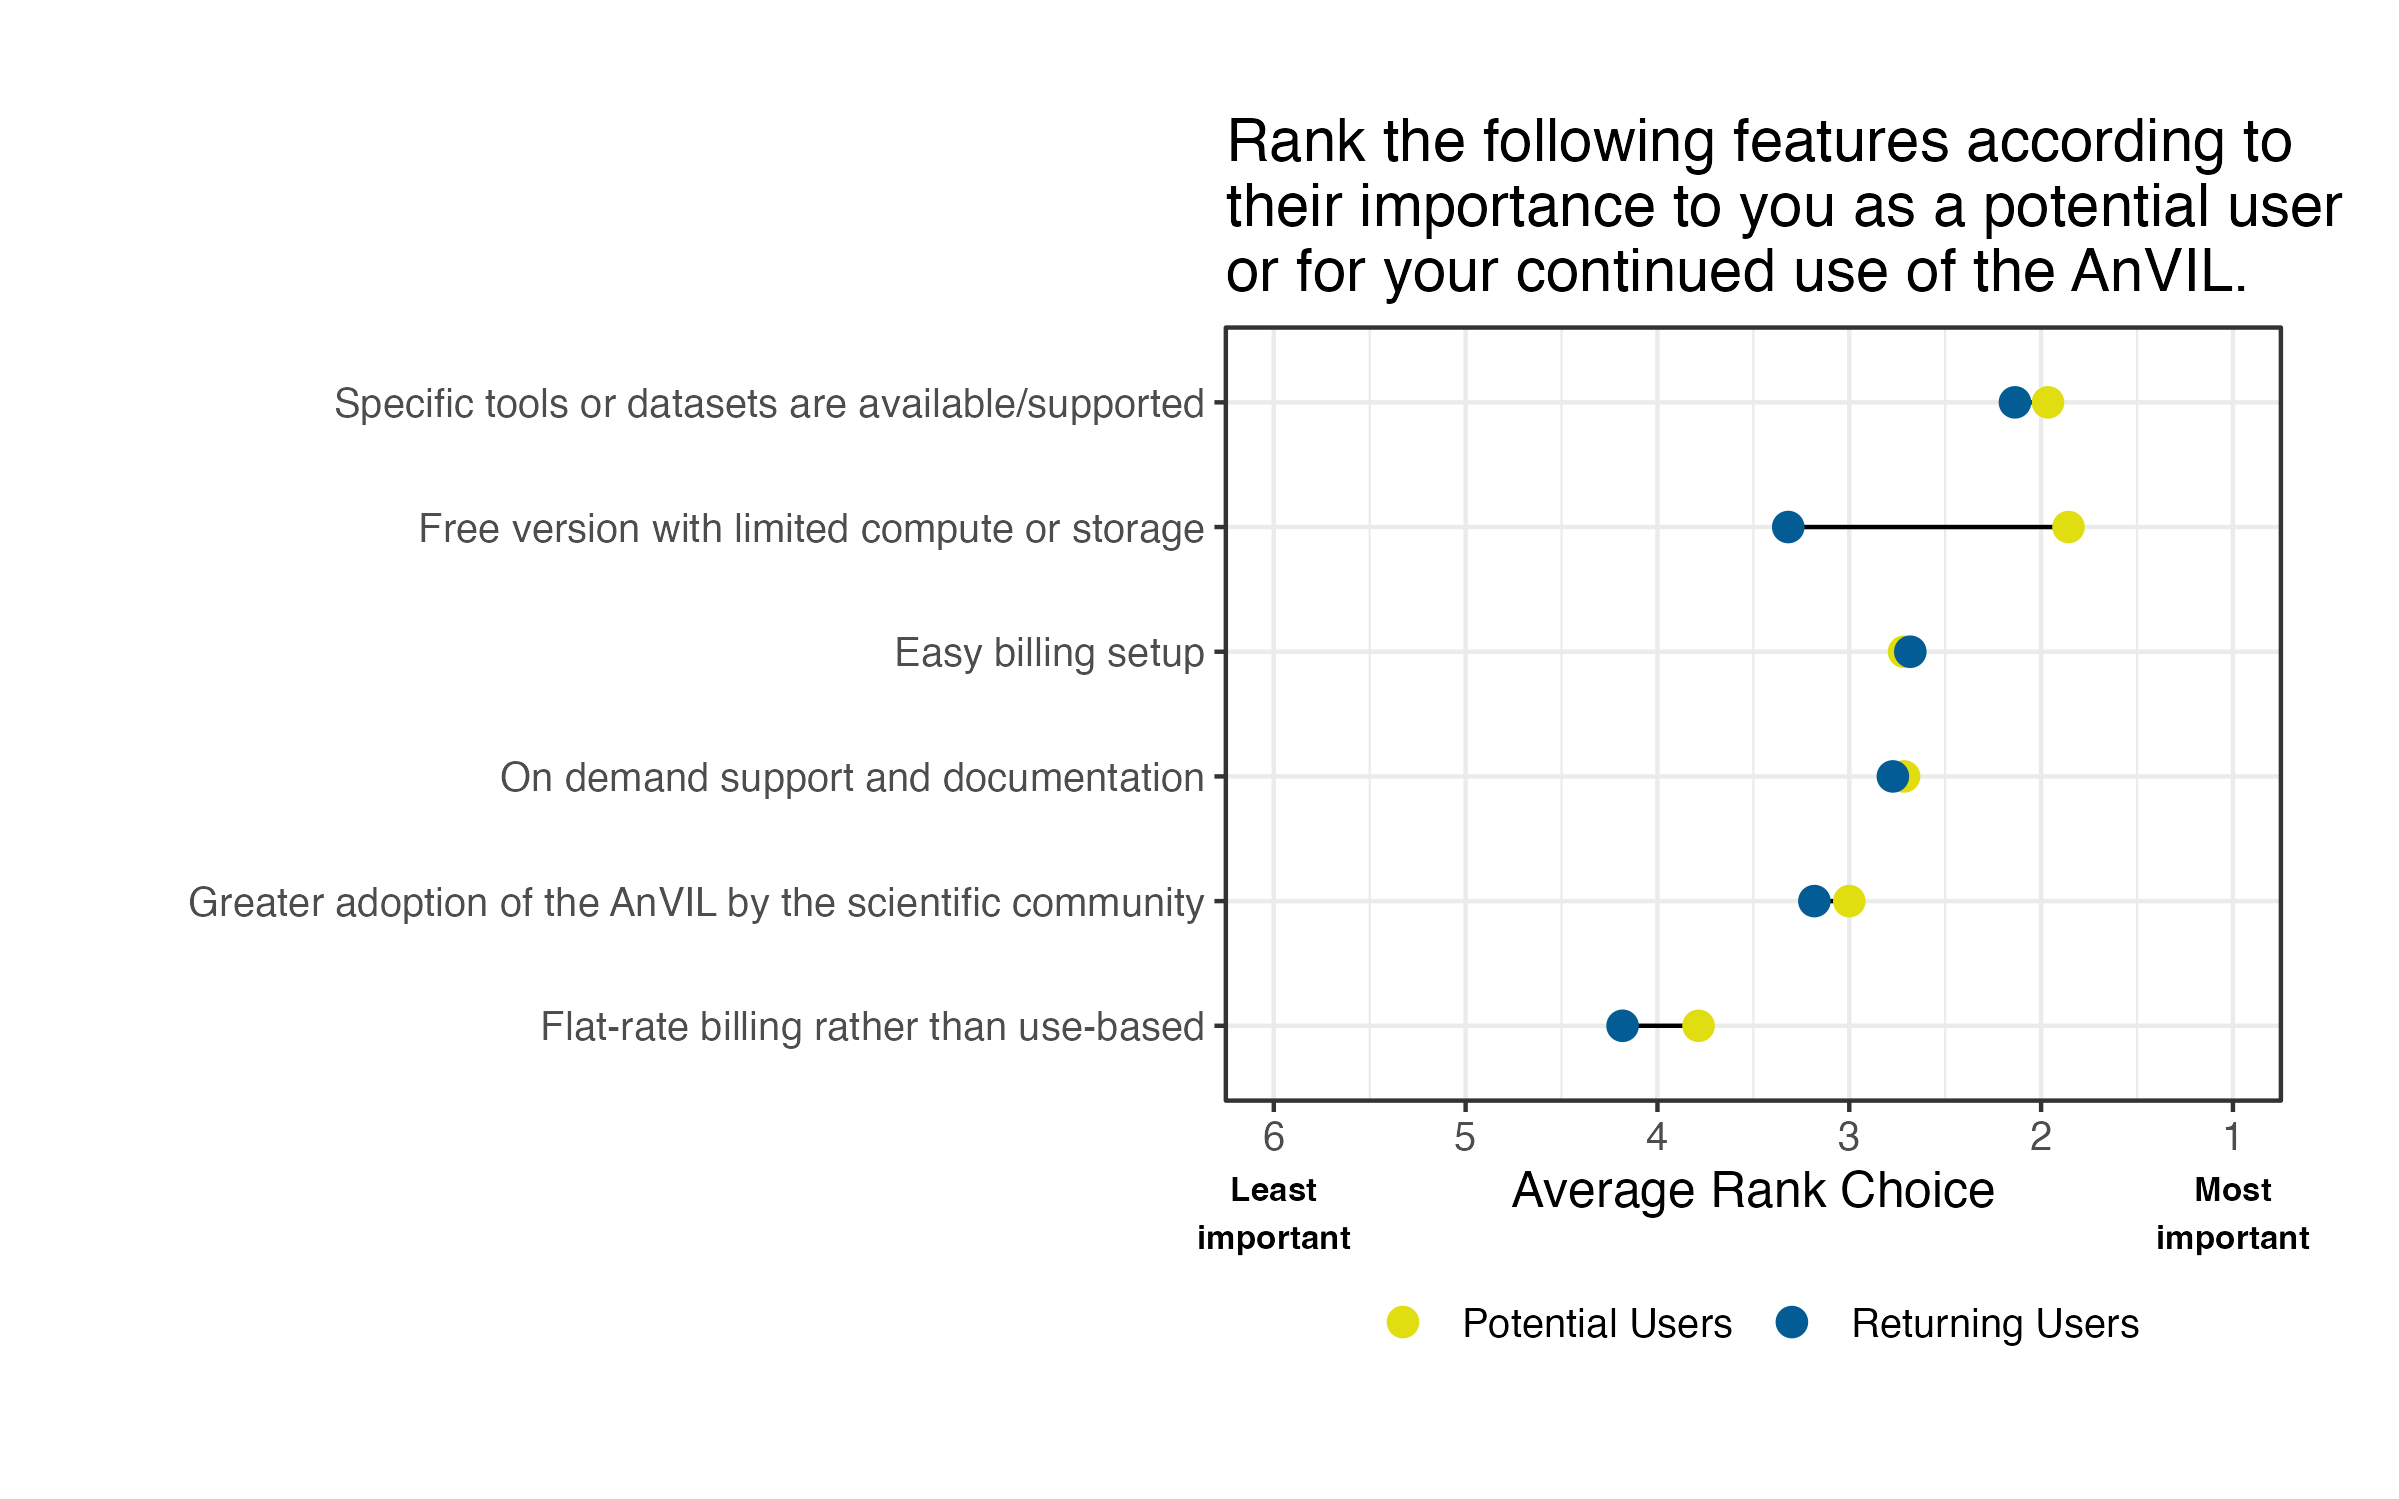 Rank the following features according to
their importance to you as a potential user
or for your continued use of the AnVIL.
Specific tools or datasets are available/supported
Free version with limited compute or storage
Easy billing setup
On demand support and documentation
Greater adoption of the AnVIL by the scientific community
Flat-rate billing rather than use-based
6 5 4 3 2 1
Least important
Average Rank Choice
Most important
Potential Users
Returning Users